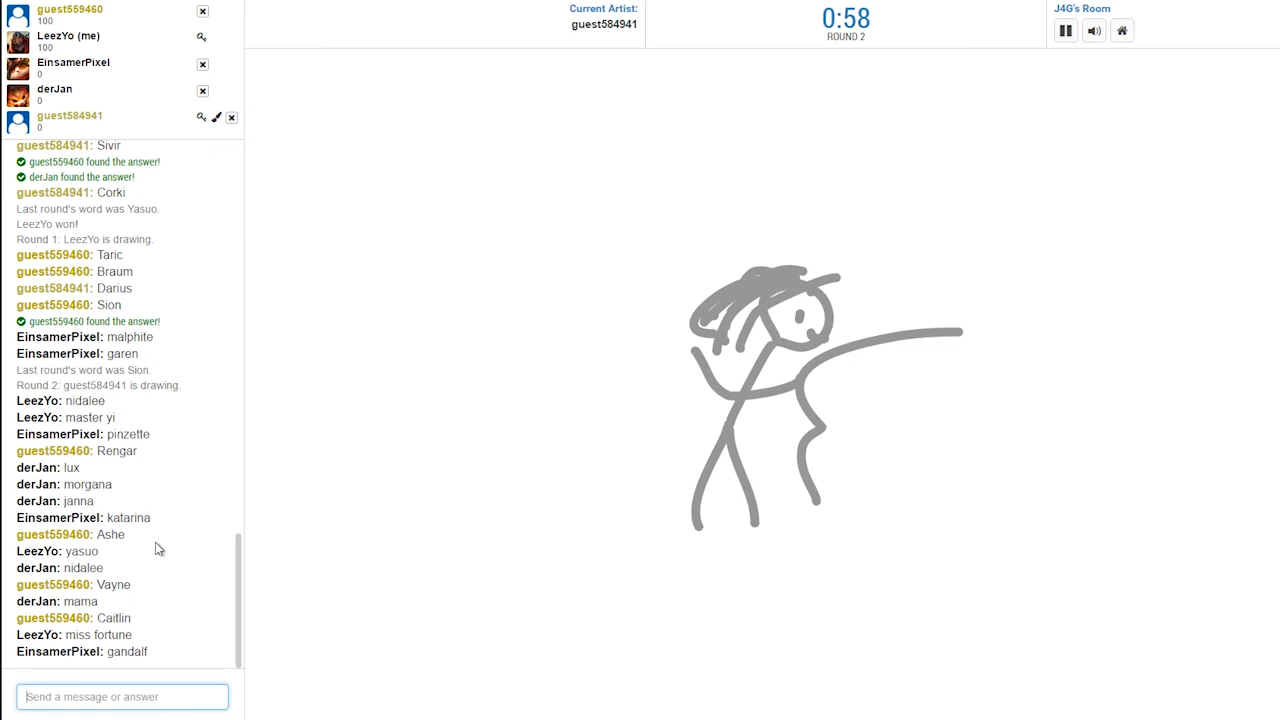 guest559460
100
LeezYo (me)
100
EinsamerPixel
0
derJan
0
guest584941
0
Current Artist:
guest584941
0:58
ROUND 2
J4G's Room
guest584941: Sivir
guest559460 found the answer!
derJan found the answer!
guest584941: Corki
Last round's word was Yasuo.
LeezYo won!
Round 1: LeezYo is drawing.
guest559460: Taric
guest559460: Braum
guest584941: Darius
guest559460: Sion
guest559460 found the answer!
EinsamerPixel: malphite
EinsamerPixel: garen
Last round's word was Sion.
Round 2: guest584941 is drawing.
LeezYo: nidalee
LeezYo: master yi
EinsamerPixel: pinzette
guest559460: Rengar
derJan: lux
derJan: morgana
derJan: janna
EinsamerPixel: katarina
guest559460: Ashe
LeezYo: yasuo
derJan: nidalee
guest559460: Vayne
derJan: mama
guest559460: Caitlin
LeezYo: miss fortune
EinsamerPixel: gandalf
Send a message or answer